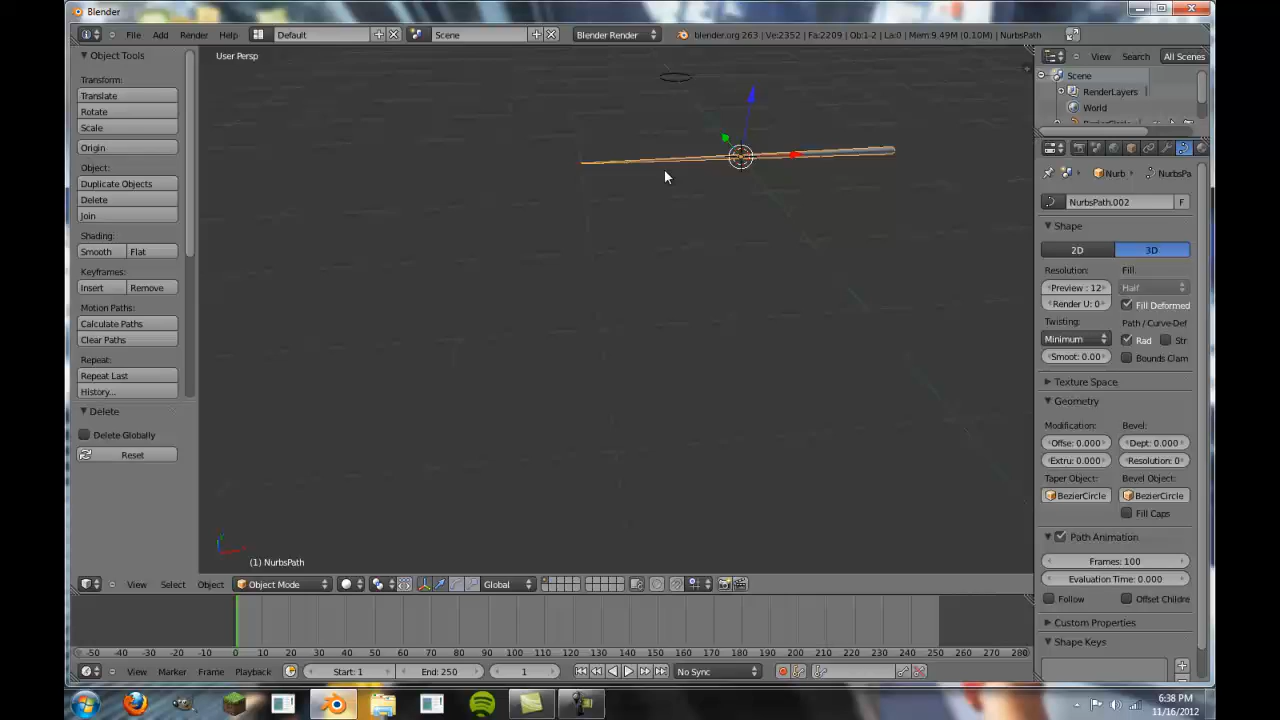 Blender
File Add Render Help Default Scene Blender Render blender.org 263 | Ve:2352 | Fa:2209 | Ob:1-2 | La:0 | Mem:9.49M (0.10M) | NurbsPath
Object Tools
Transform:
Translate
Rotate
Scale
Origin
Object:
Duplicate Objects
Delete
Join
Shading:
Smooth Flat
Keyframes:
Insert Remove
Motion Paths:
Calculate Paths
Clear Paths
Repeat:
Repeat Last
History...
Delete
Delete Globally
Reset
User Persp
(1) NurbsPath
View Search All Scenes
Scene
RenderLayers
World
BezierCircle
Nurb NurbsPa
NurbsPath.002 F
Shape
2D 3D
Resolution: Fill:
Preview : 12 Half
Render U: 0 Fill Deformed
Twisting: Path / Curve-Def
Minimum Rad Str
Smoot: 0.00 Bounds Clam
Texture Space
Geometry
Modification: Bevel:
Offse: 0.000 Dept: 0.000
Extru: 0.000 Resolution: 0
Taper Object: Bevel Object:
BezierCircle BezierCircle
Fill Caps
Path Animation
Frames: 100
Evaluation Time: 0.000
Follow Offset Childre
Custom Properties
Shape Keys
View Select Object Object Mode Global
-50 -40 -30 -20 -10 0 10 20 30 40 50 60 70 80 90 100 110 120 130 140 150 160 170 180 190 200 210 220 230 240 250 260 270 280
View Marker Frame Playback Start: 1 End: 250 1 No Sync
6:38 PM
11/16/2012